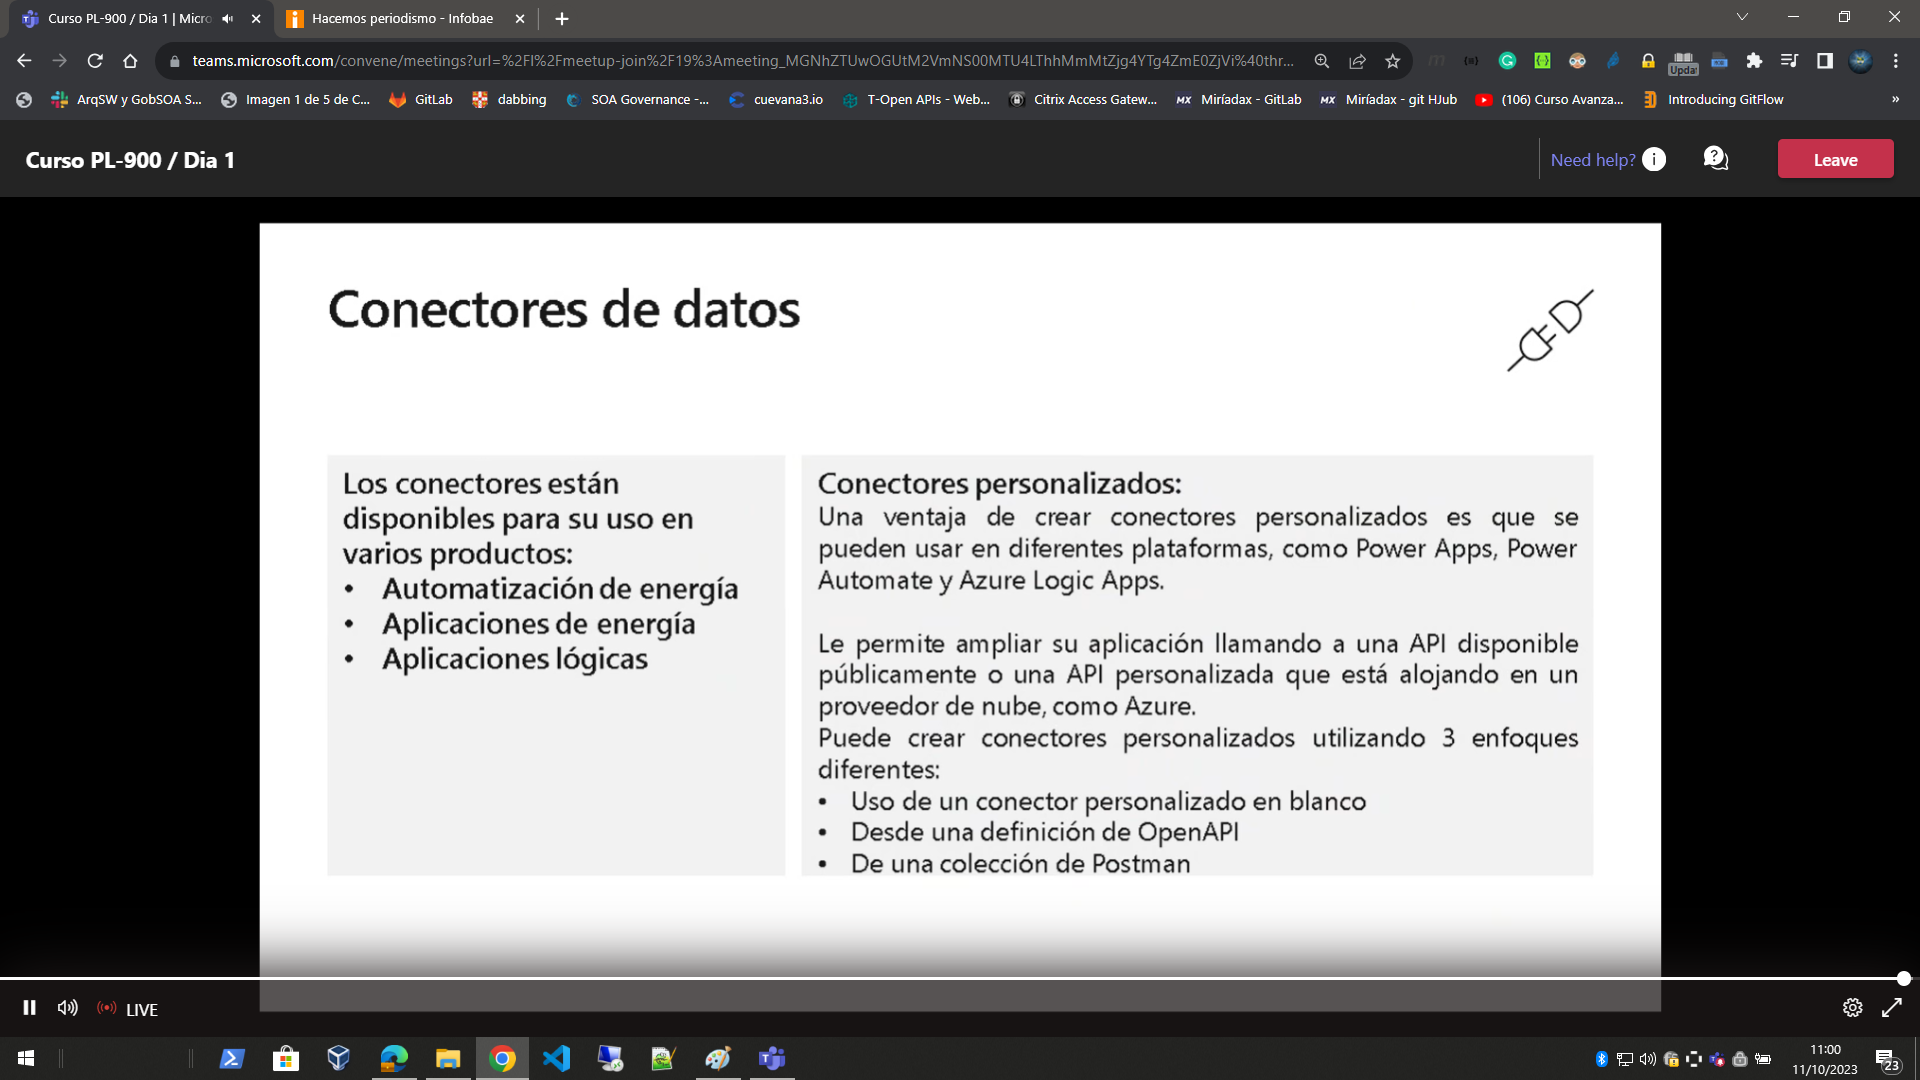 Curso PL-900 / Dia 1 | Micro
Hacemos periodismo - Infobae
teams.microsoft.com/convene/meetings?url=%2Fl%2Fmeetup-join%2F19%3Ameeting_MGNhZTUwOGUtM2VmNS00MTU4LThhMmMtZjg4YTg4ZmE0ZjVi%40thr...
Upda
ArqSW y GobSOA S...
Imagen 1 de 5 de C...
GitLab
dabbing
SOA Governance -...
cuevana3.io
T-Open APIs - Web...
Citrix Access Gatew...
Miríadax - GitLab
Miríadax - git HJub
(106) Curso Avanza...
Introducing GitFlow
»
Curso PL-900 / Dia 1
Need help?
Leave
Conectores de datos
Los conectores están
disponibles para su uso en
varios productos:
• Automatización de energía
• Aplicaciones de energía
• Aplicaciones lógicas
Conectores personalizados:
Una ventaja de crear conectores personalizados es que se
pueden usar en diferentes plataformas, como Power Apps, Power
Automate y Azure Logic Apps.
Le permite ampliar su aplicación llamando a una API disponible
públicamente o una API personalizada que está alojando en un
proveedor de nube, como Azure.
Puede crear conectores personalizados utilizando 3 enfoques
diferentes:
• Uso de un conector personalizado en blanco
• Desde una definición de OpenAPI
• De una colección de Postman
LIVE
11:00
11/10/2023
23